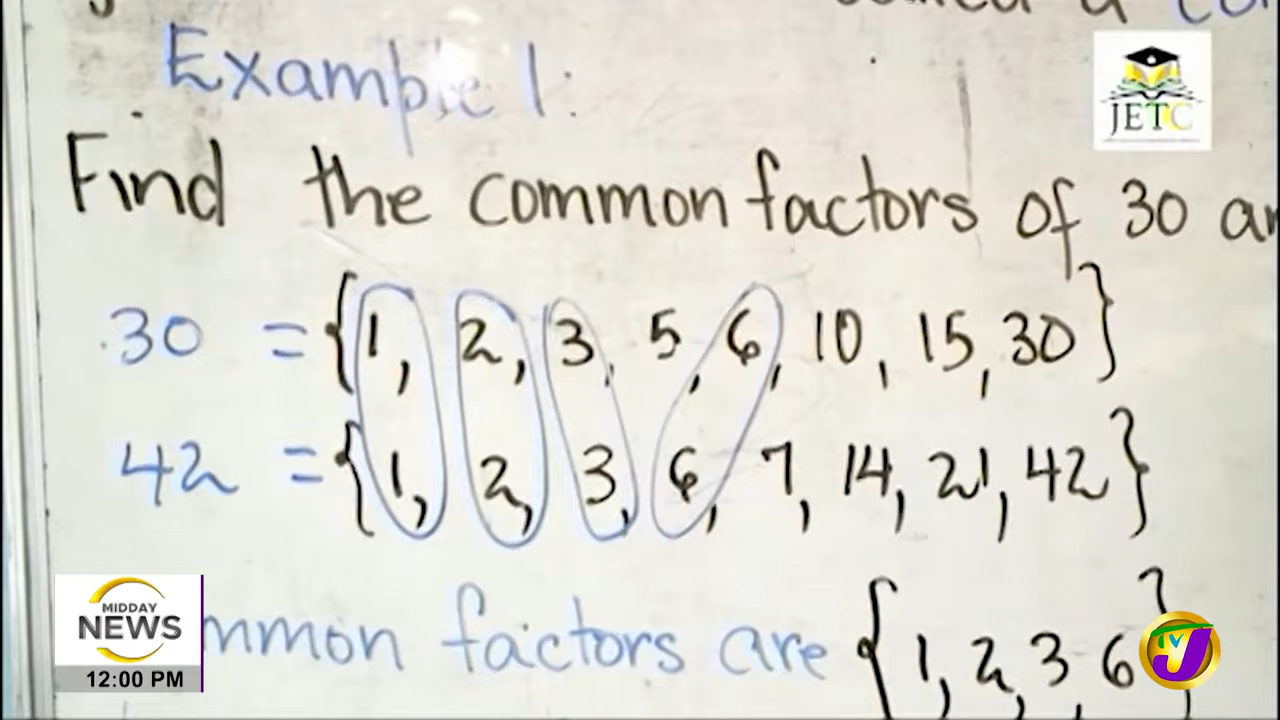 Example 1:
JETC
Find the common factors of 30
30 = {1, 2, 3, 5, 6, 10, 15, 30}
42 = {1, 2, 3, 6, 7, 14, 21, 42}
mmon factors are {1, 2, 3, 6}
MIDDAY
NEWS
12:00 PM
TVJ